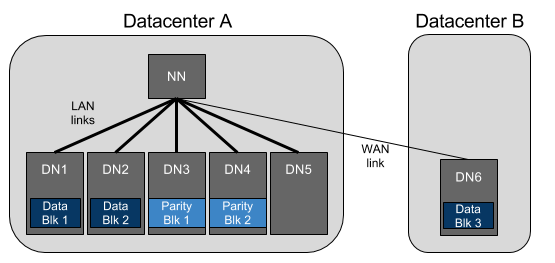 Datacenter A
Datacenter B
NN
LAN
links
WAN
link
DN1
DN2
DN3
DN4
DN5
DN6
Data
Blk 1
Data
Blk 2
Parity
Blk 1
Parity
Blk 2
Data
Blk 3